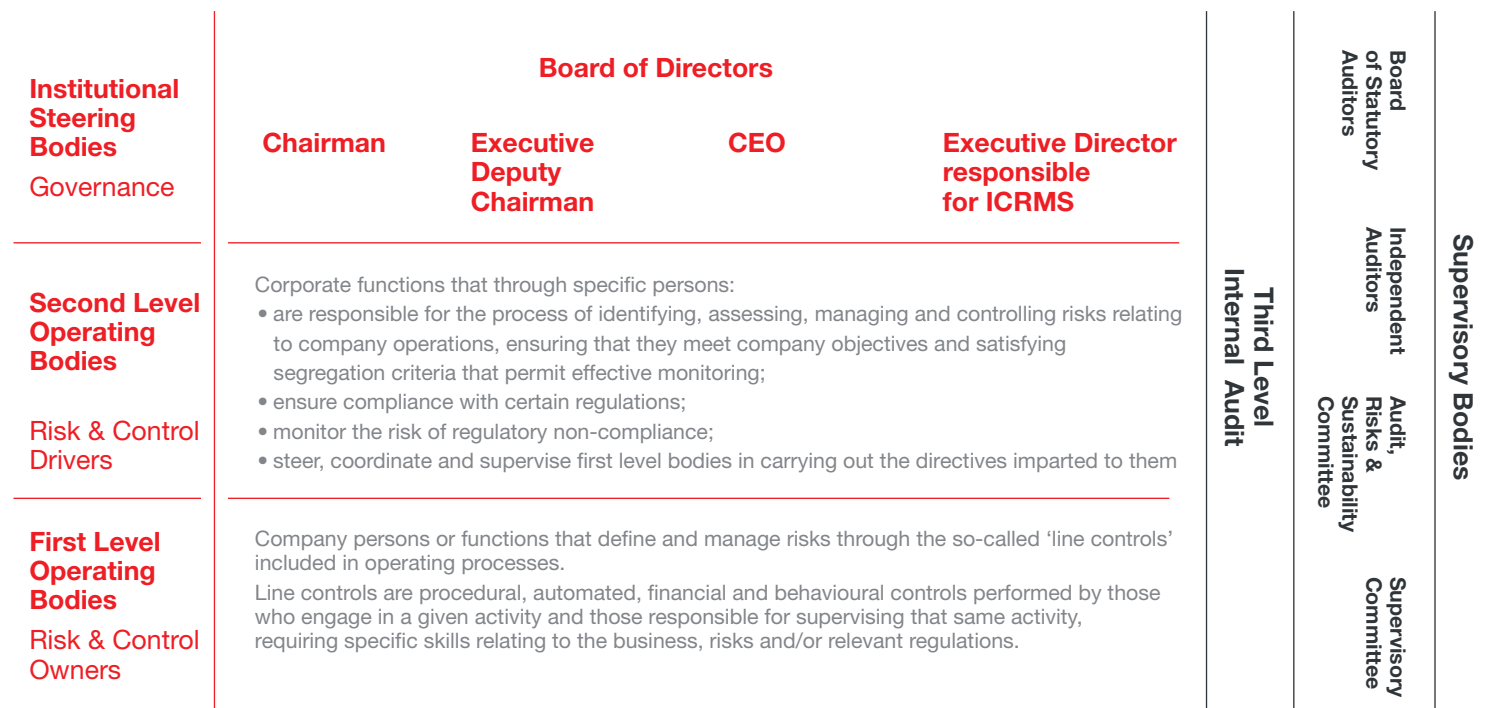 Institutional
Steering
Bodies
Governance
Board of Directors
Chairman
Executive
Deputy
Chairman
CEO
Executive Director
responsible
for ICRMS
Second Level
Operating
Bodies
Risk & Control
Drivers
Corporate functions that through specific persons:
• are responsible for the process of identifying, assessing, managing and controlling risks relating
to company operations, ensuring that they meet company objectives and satisfying
segregation criteria that permit effective monitoring;
• ensure compliance with certain regulations;
• monitor the risk of regulatory non-compliance;
• steer, coordinate and supervise first level bodies in carrying out the directives imparted to them
First Level
Operating
Bodies
Risk & Control
Owners
Company persons or functions that define and manage risks through the so-called ‘line controls’
included in operating processes.
Line controls are procedural, automated, financial and behavioural controls performed by those
who engage in a given activity and those responsible for supervising that same activity,
requiring specific skills relating to the business, risks and/or relevant regulations.
Third Level
Internal Audit
Board
of Statutory
Auditors
Independent
Auditors
Audit,
Risks &
Sustainability
Committee
Supervisory
Committee
Supervisory Bodies